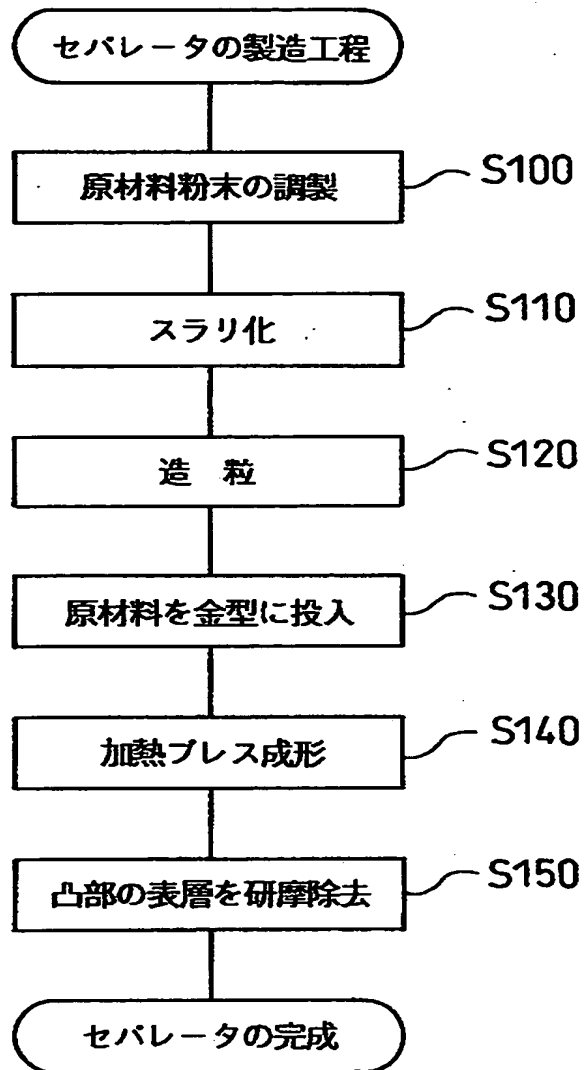 セパレータの製造工程
原材料粉末の調製
S100
スラリ化
S110
造 粒
S120
原材料を金型に投入
S130
加熱プレス成形
S140
凸部の表層を研摩除去
S150
セパレータの完成